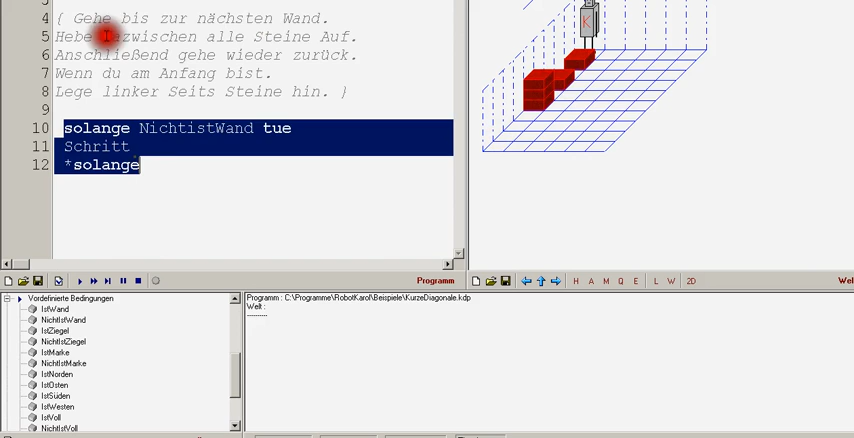 4 { Gehe bis zur nächsten Wand.
5 Hebe dazwischen alle Steine Auf.
6 Anschließend gehe wieder zurück.
7 Wenn du am Anfang bist.
8 Lege linker Seits Steine hin. }
9
10 solange NichtistWand tue
11 Schritt
12 *solange
K
Programm
H A M Q E L W 2D
Wel
Vordefinierte Bedingungen
IstWand
NichtIstWand
IstZiegel
NichtIstZiegel
IstMarke
NichtIstMarke
IstNorden
IstOsten
IstSüden
IstWesten
IstVoll
NichtIstVoll
Programm : C:\Programme\RobotKarol\Beispiele\KurzeDiagonale.kdp
Welt :
----------